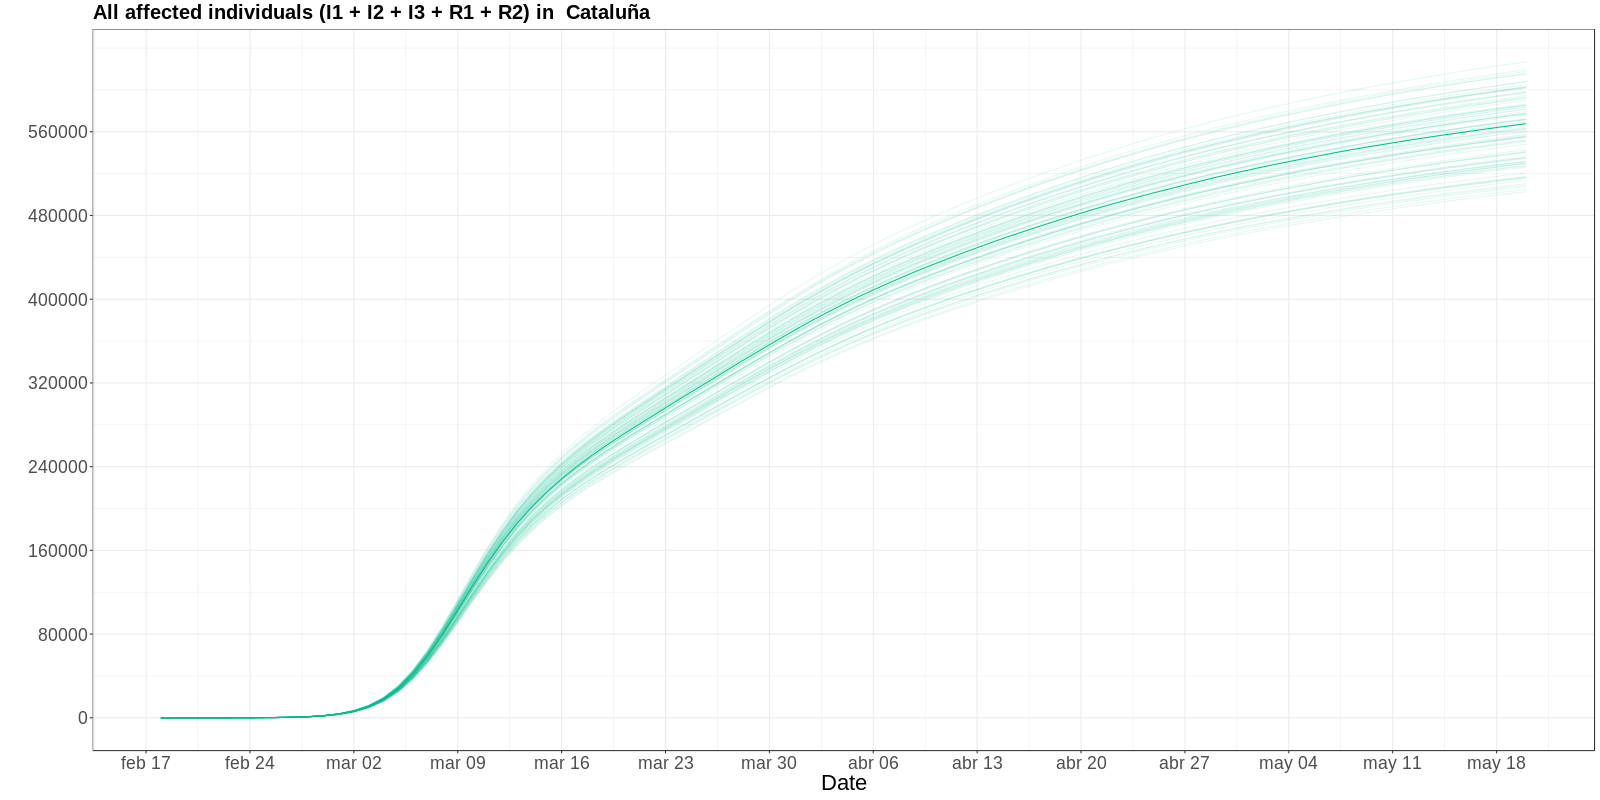 All affected individuals (I1 + I2 + I3 + R1 + R2) in  Cataluña
560000
480000
400000
320000
240000
160000
80000
0
feb 17 feb 24 mar 02 mar 09 mar 16 mar 23 mar 30 abr 06 abr 13 abr 20 abr 27 may 04 may 11 may 18
Date